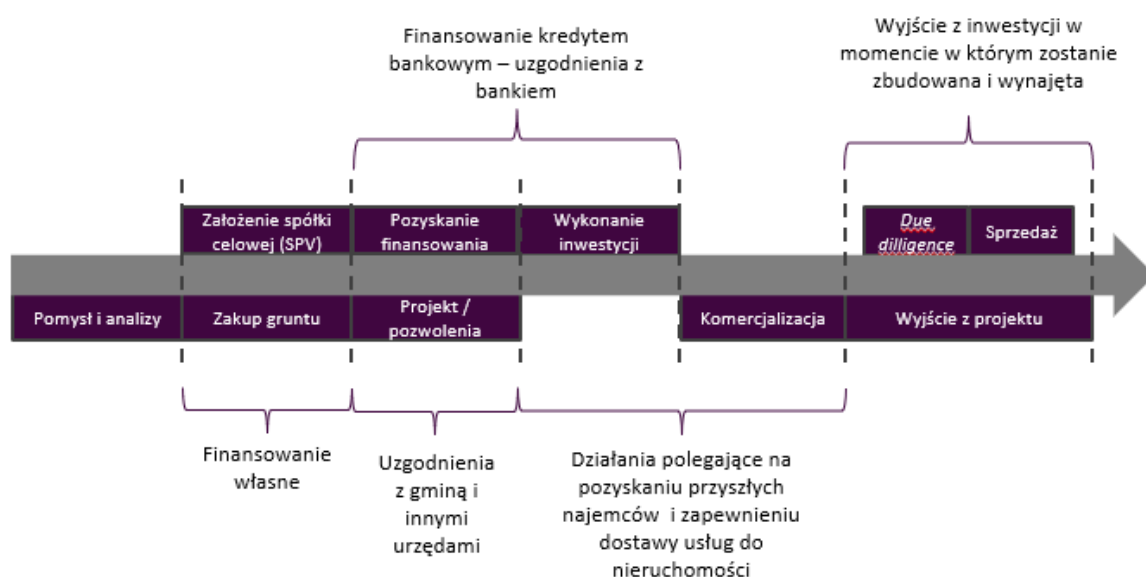 Finansowanie kredytem
bankowym – uzgodnienia z
bankiem
Wyjście z inwestycji w
momencie w którym zostanie
zbudowana i wynajęta
Założenie spółki
celowej (SPV)
Pozyskanie
finansowania
Wykonanie
inwestycji
Due
dilligence
Sprzedaż
Pomysł i analizy
Zakup gruntu
Projekt /
pozwolenia
Komercjalizacja
Wyjście z projektu
Finansowanie
własne
Uzgodnienia
z gminą i
innymi
urzędami
Działania polegające na
pozyskaniu przyszłych
najemców i zapewnieniu
dostawy usług do
nieruchomości